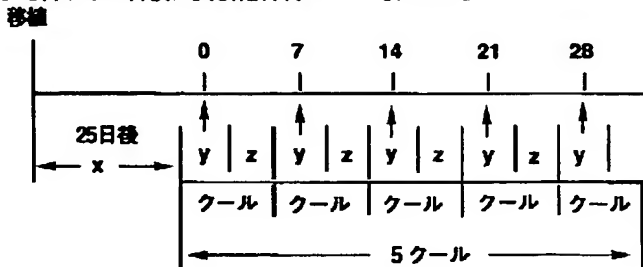 移植
0 7 14 21 28
25日後
x
y z y z y z y z y
クール クール クール クール クール
5 クール